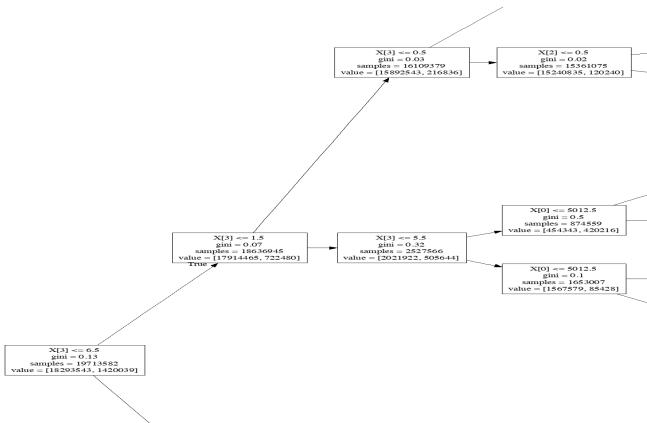 X[3] <= 0.5
gini = 0.03
samples = 16109379
value = [15892543, 216836]
X[2] <= 0.5
gini = 0.02
samples = 15361075
value = [15240835, 120240]
X[0] <= 5012.5
gini = 0.5
samples = 874559
value = [454343, 420216]
X[3] <= 1.5
gini = 0.07
samples = 18636945
value = [17914465, 722480]
True
X[3] <= 5.5
gini = 0.32
samples = 2527566
value = [2021922, 505644]
X[0] <= 5012.5
gini = 0.1
samples = 1653007
value = [1567579, 85428]
X[3] <= 6.5
gini = 0.13
samples = 19713582
value = [18293543, 1420039]